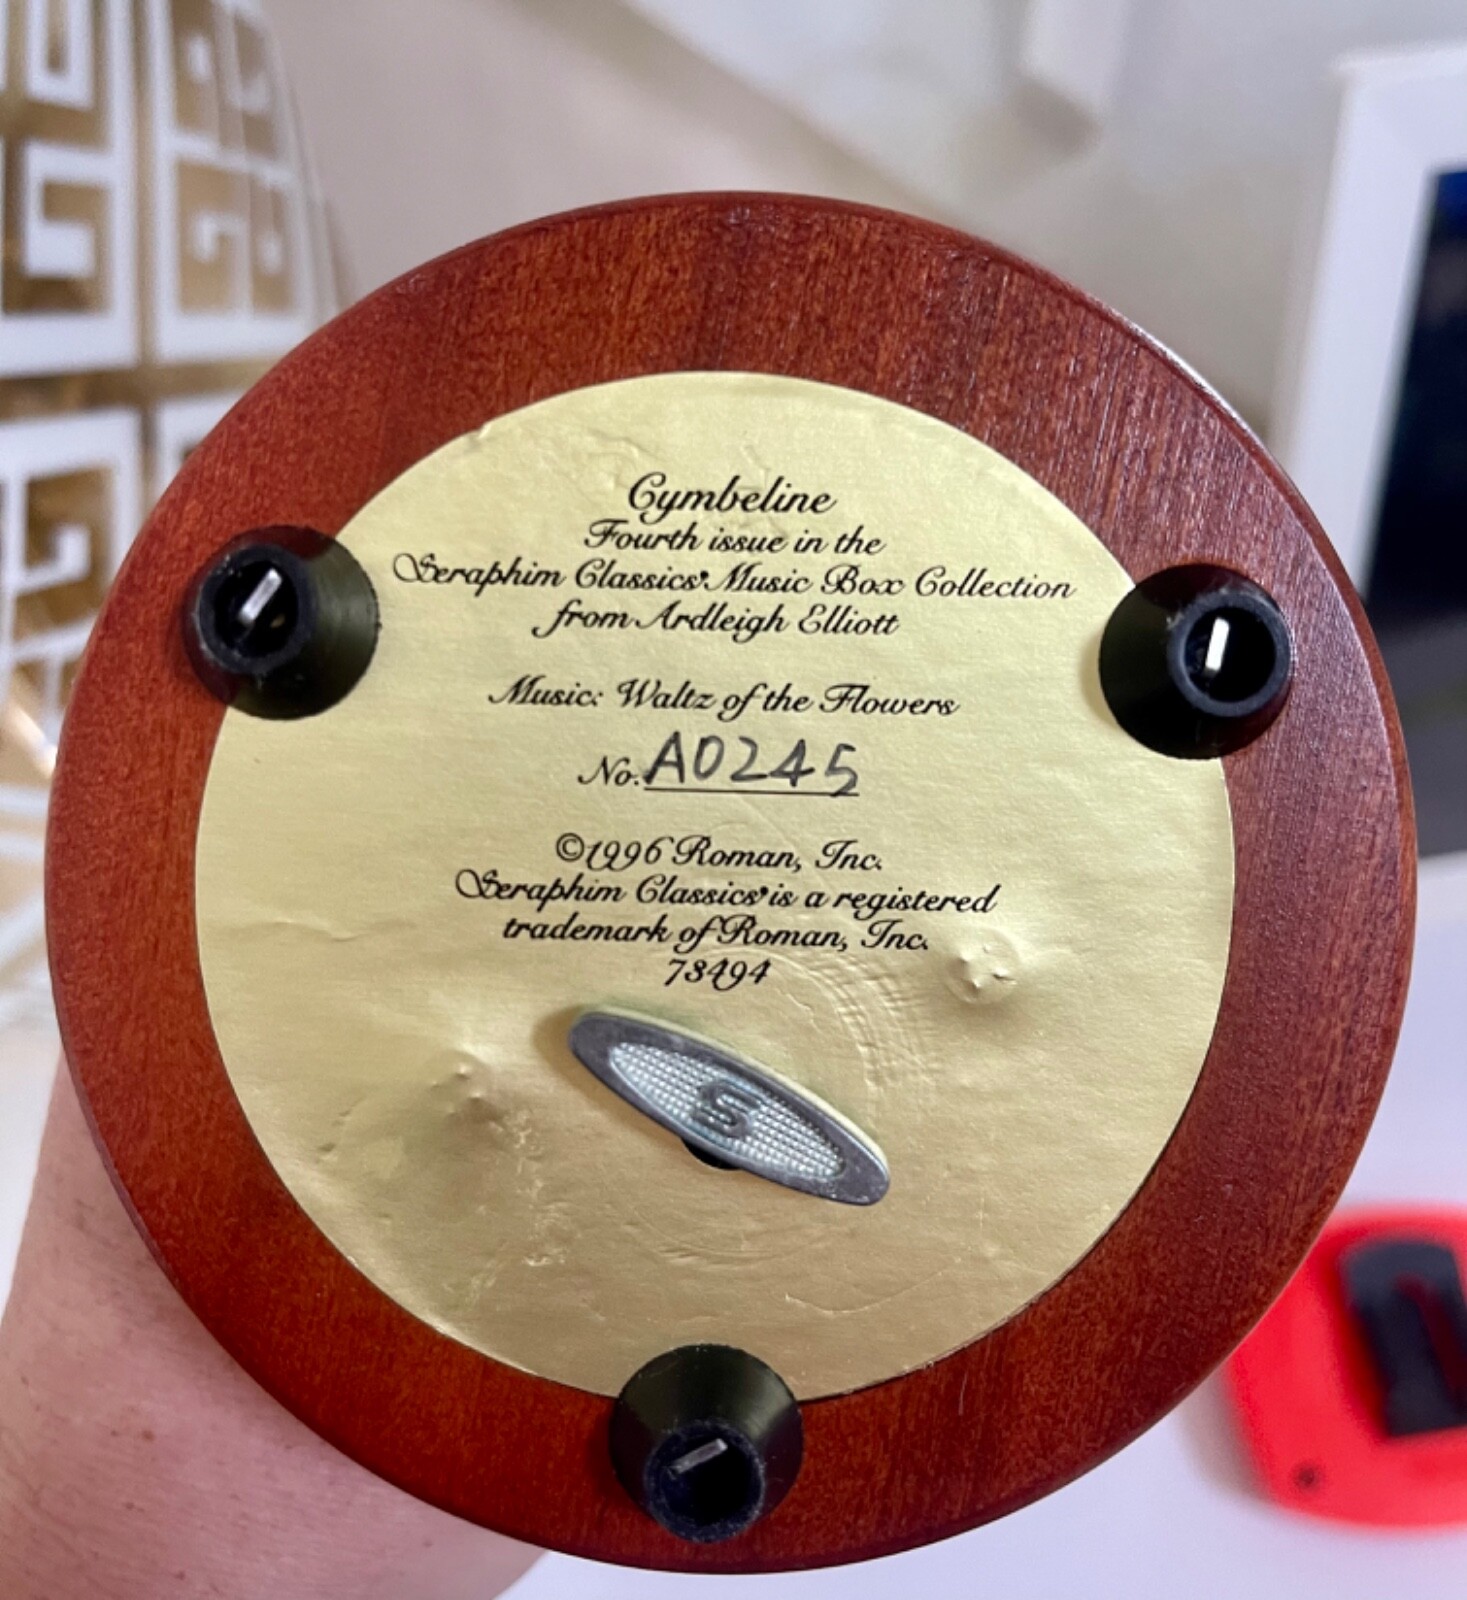 Cymbeline
Fourth issue in the
Seraphim Classics® Music Box Collection
from Ardleigh Elliott
Music: Waltz of the Flowers
No. A0245
©1996 Roman, Inc.
Seraphim Classics® is a registered
trademark of Roman, Inc.
73494
S